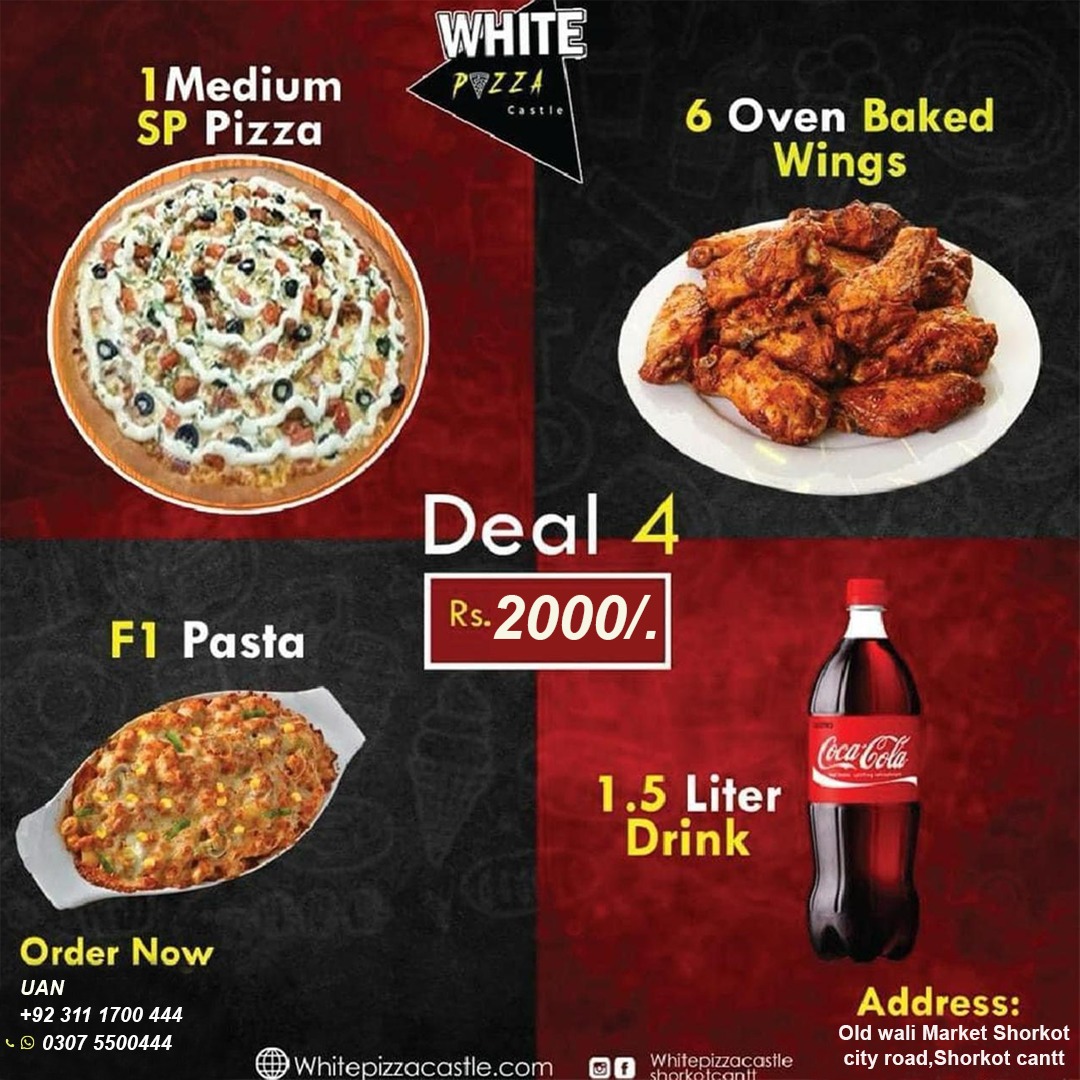 WHITE
PIZZA
Castle
1Medium
SP Pizza
6 Oven Baked
Wings
Deal 4
Rs.2000/.
F1 Pasta
Coca-Cola
1.5 Liter
Drink
Order Now
UAN
+92 311 1700 444
0307 5500444
Address:
Old wali Market Shorkot
city road,Shorkot cantt
Whitepizzacastle.com
Whitepizzacastle
shorkotcantt